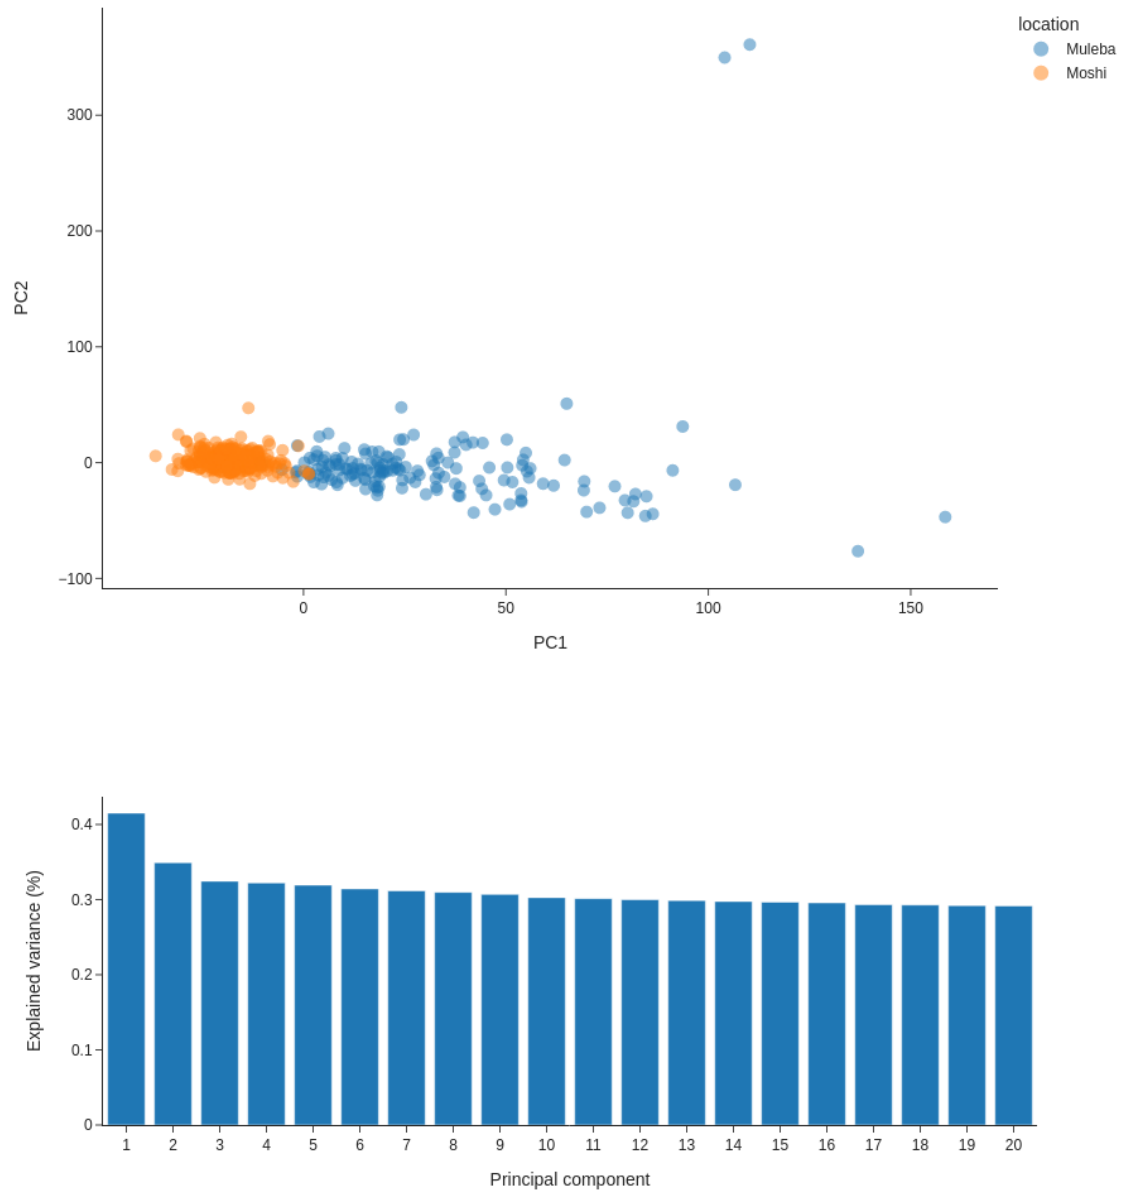 location
Muleba
Moshi
300
200
100
0
−100
PC2
0 50 100 150
PC1
0.4
0.3
0.2
0.1
0
Explained variance (%)
1 2 3 4 5 6 7 8 9 10 11 12 13 14 15 16 17 18 19 20
Principal component